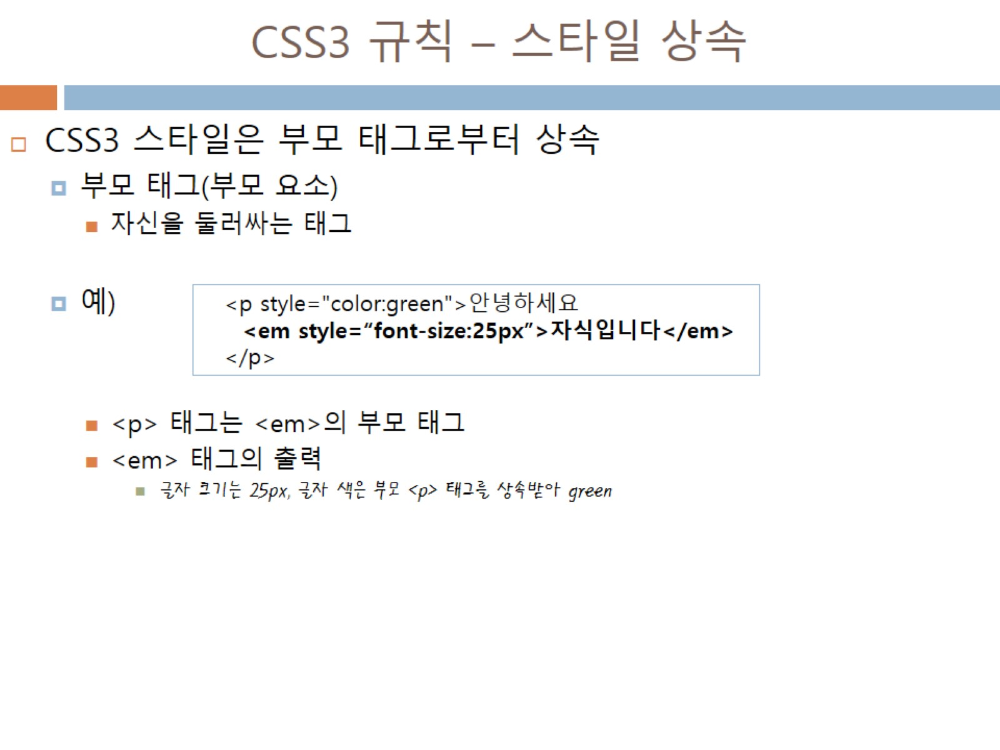 CSS3 규칙 – 스타일 상속
CSS3 스타일은 부모 태그로부터 상속
부모 태그(부모 요소)
자신을 둘러싸는 태그
예)
<p style="color:green">안녕하세요
<em style=“font-size:25px”>자식입니다</em>
</p>
<p> 태그는 <em>의 부모 태그
<em> 태그의 출력
글자 크기는 25px, 글자 색은 부모 <p> 태그를 상속받아 green